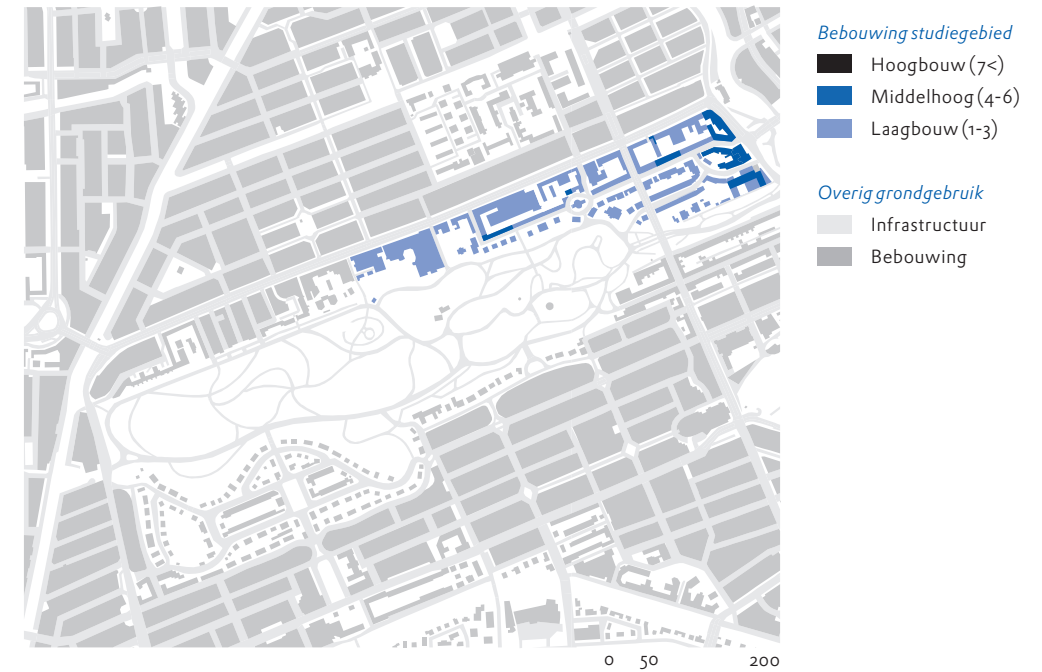 Bebouwing studiegebied
Hoogbouw (7<)
Middelhoog (4-6)
Laagbouw (1-3)
Overig grondgebruik
Infrastructuur
Bebouwing
0 50 200